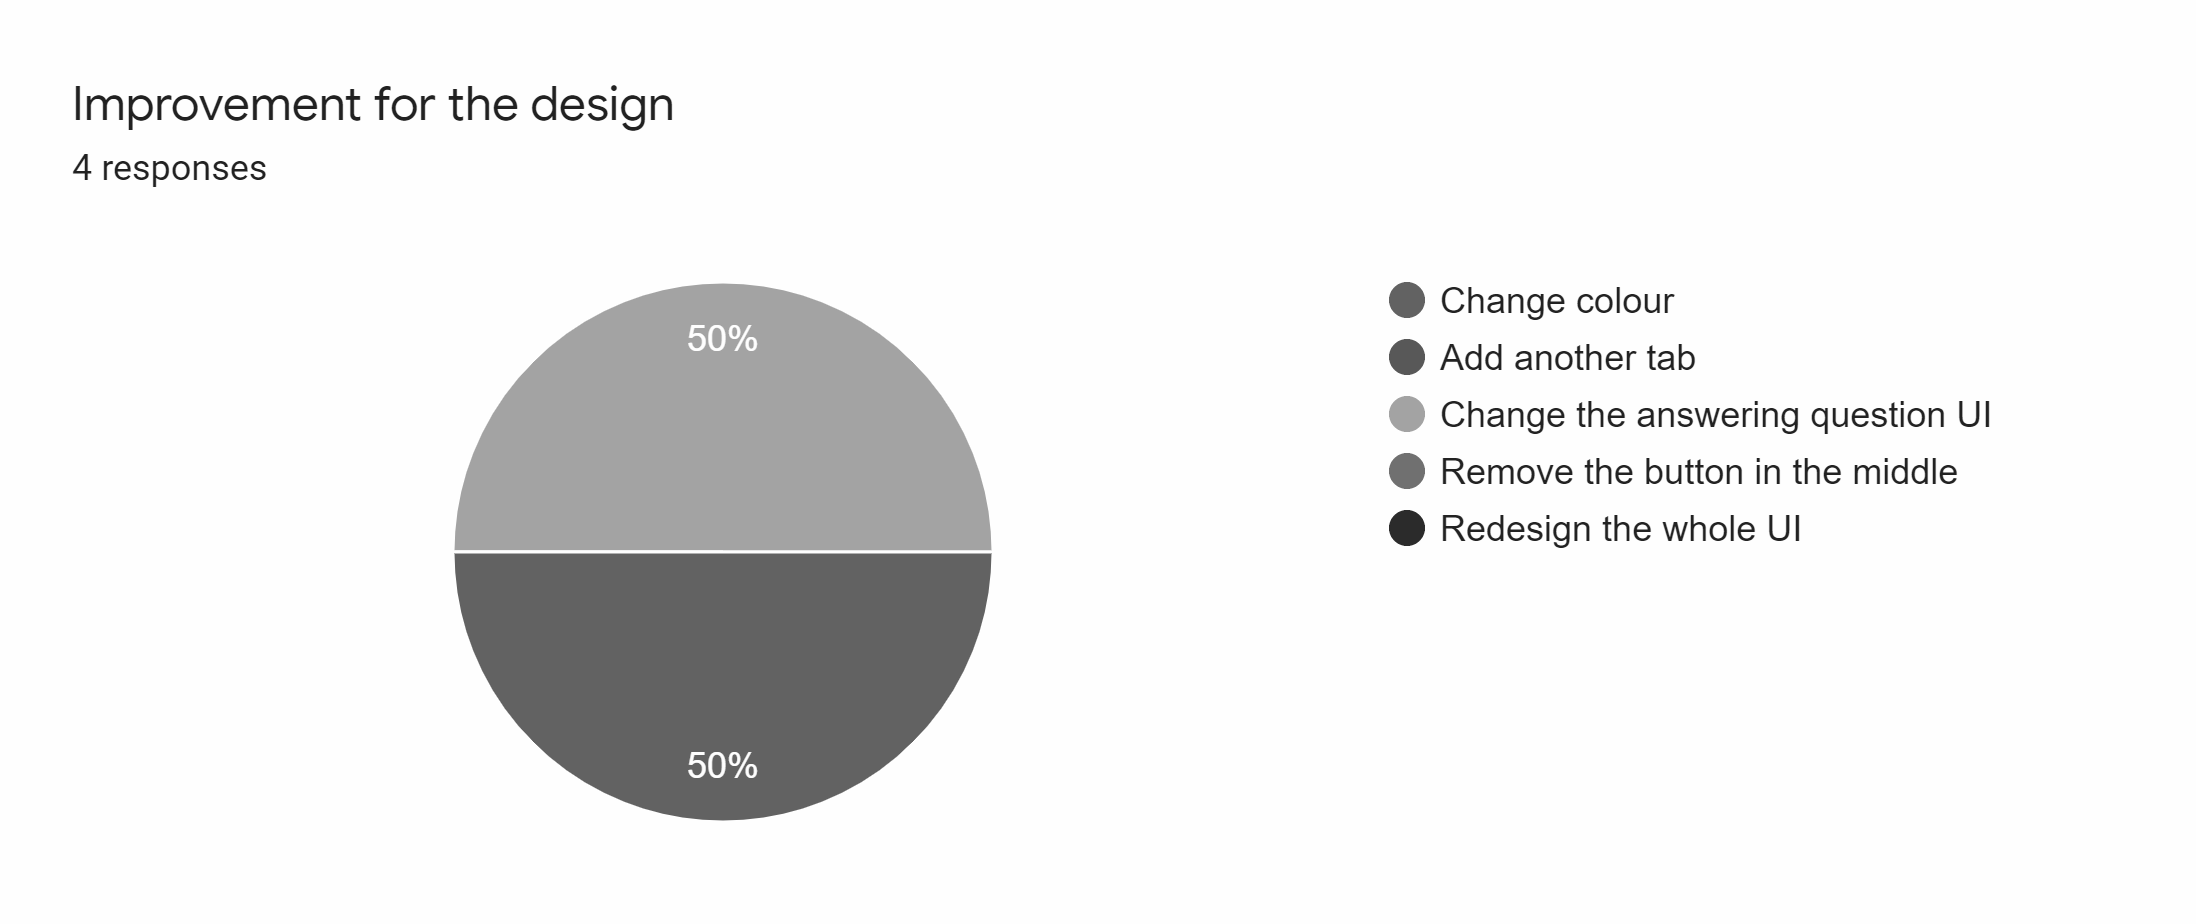 Improvement for the design
4 responses
50%
50%
Change colour
Add another tab
Change the answering question UI
Remove the button in the middle
Redesign the whole UI